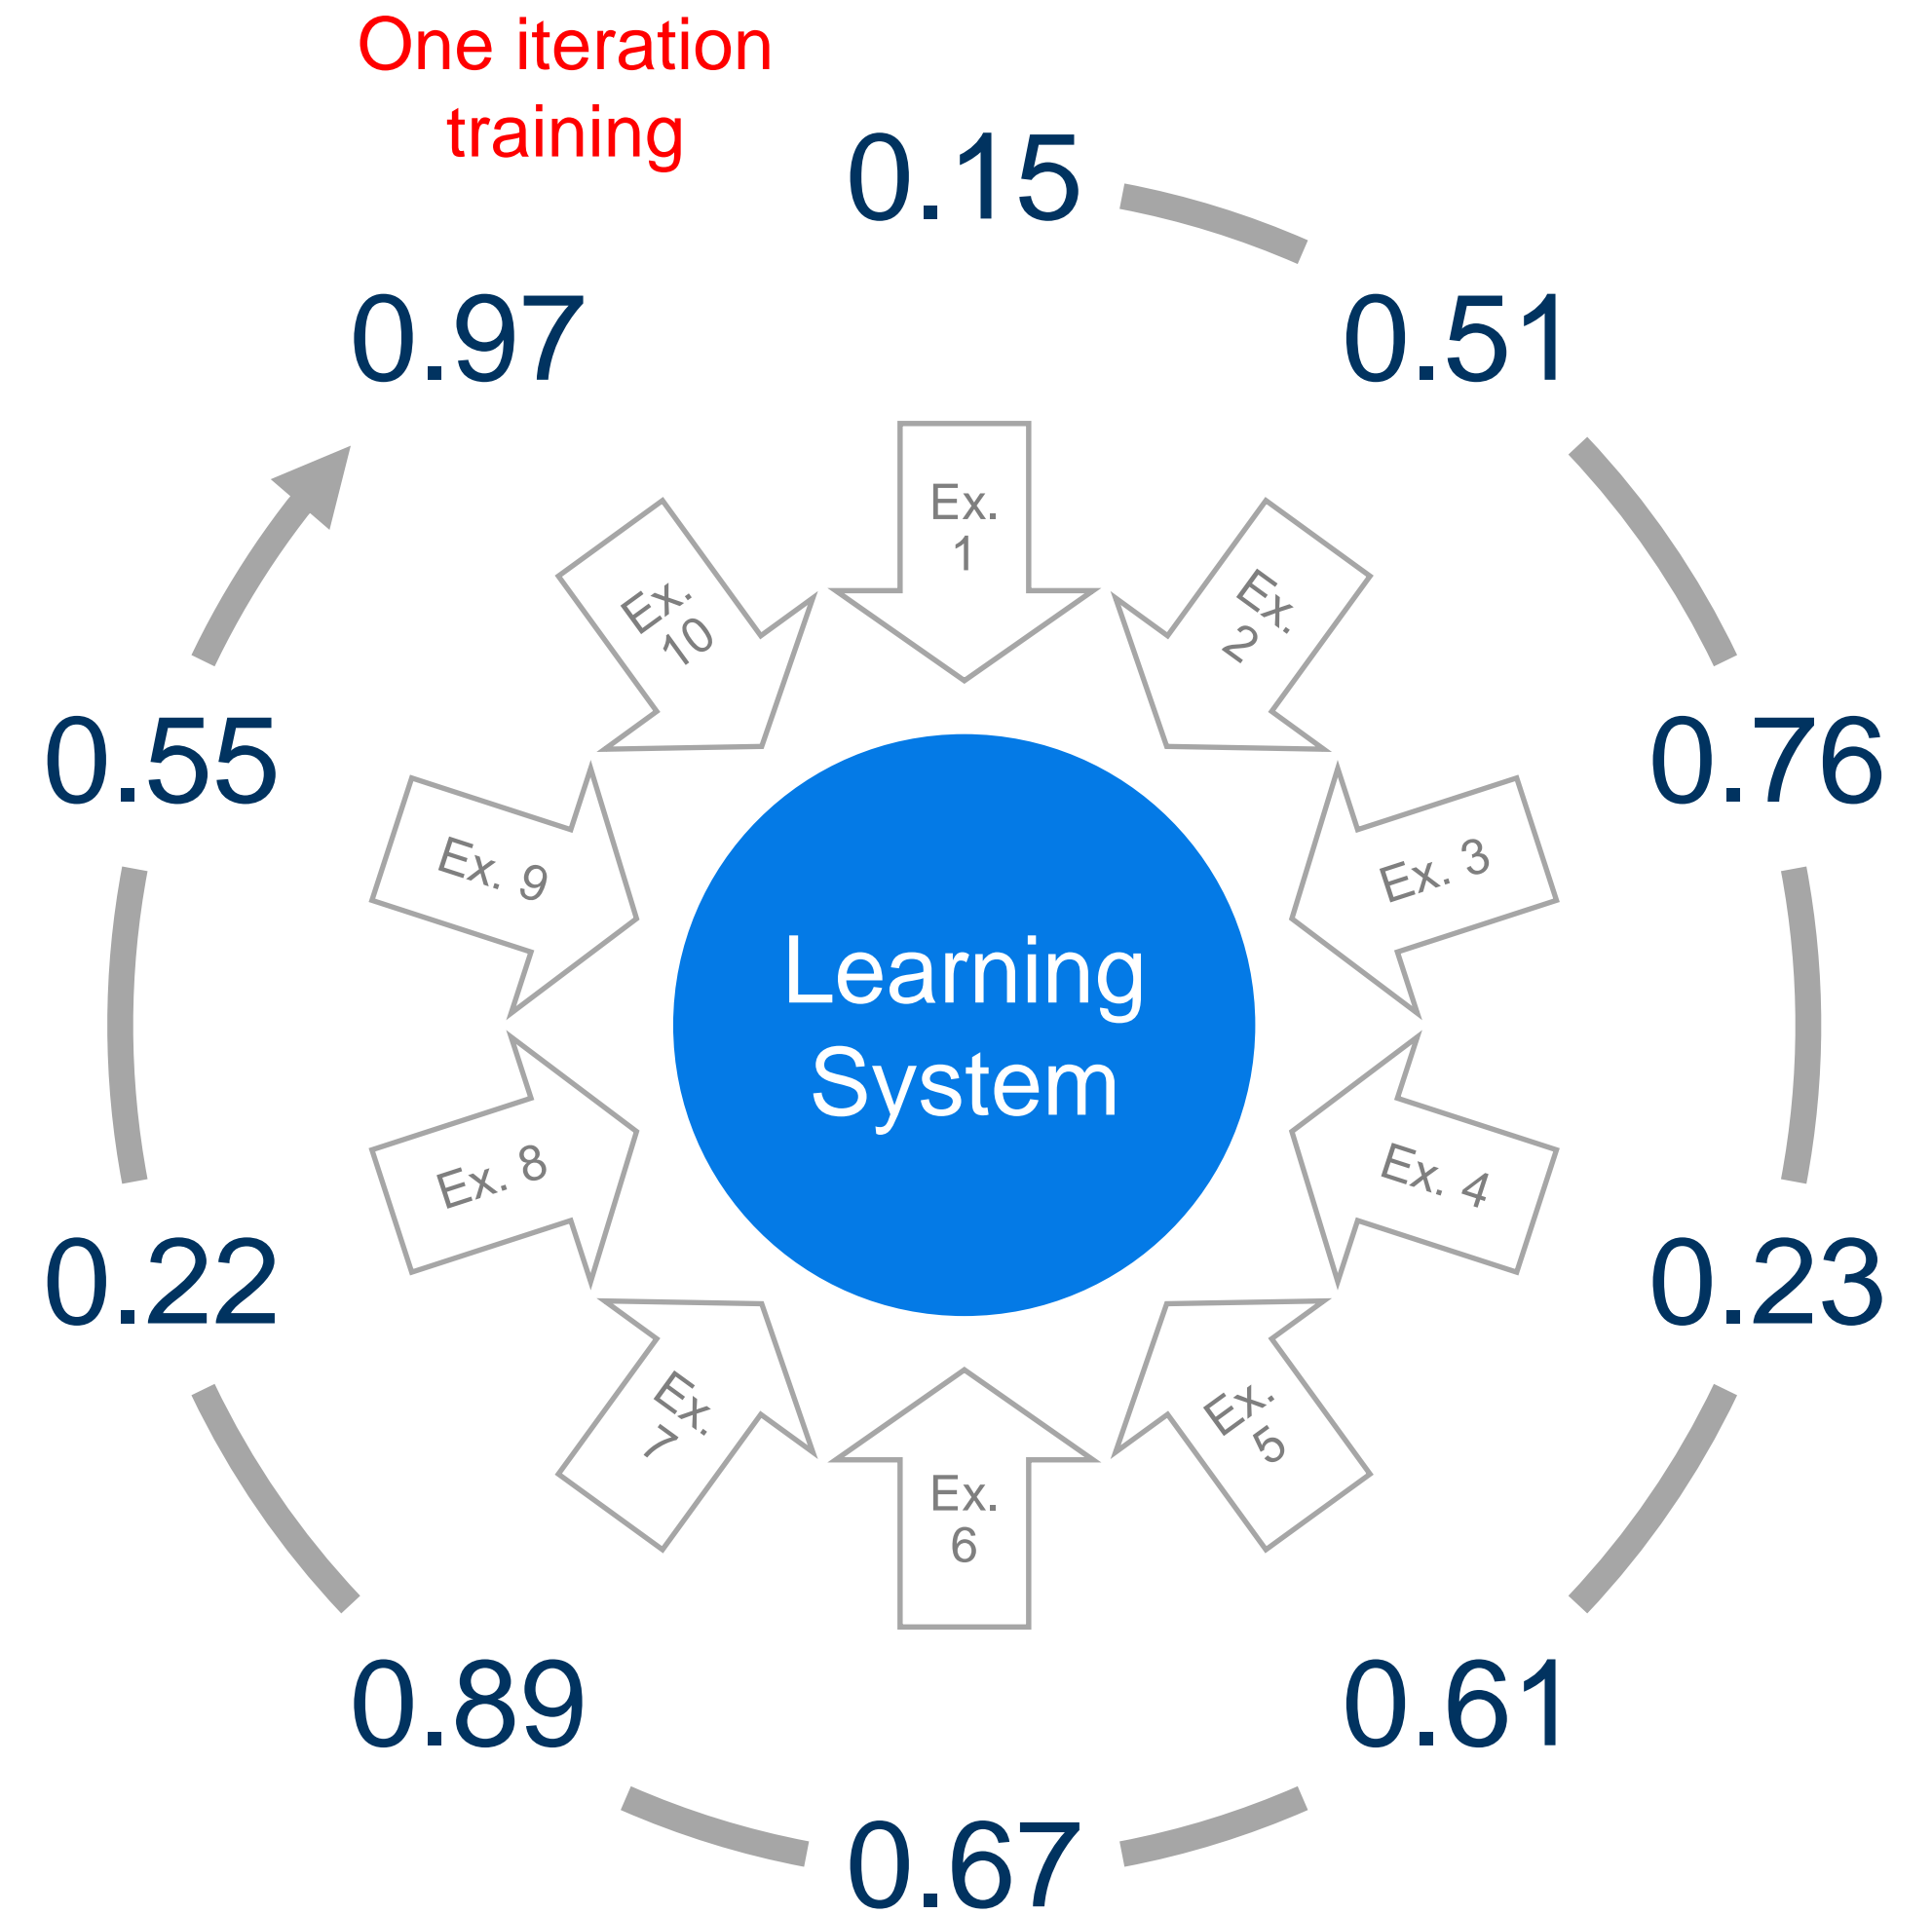 One iteration
training
0.15
0.51
0.76
0.23
0.61
0.67
0.89
0.22
0.55
0.97
Ex.
1
Ex.
2
Ex. 3
Ex. 4
Ex.
5
Ex.
6
Ex.
7
Ex. 8
Ex. 9
Ex.
10
Learning
System